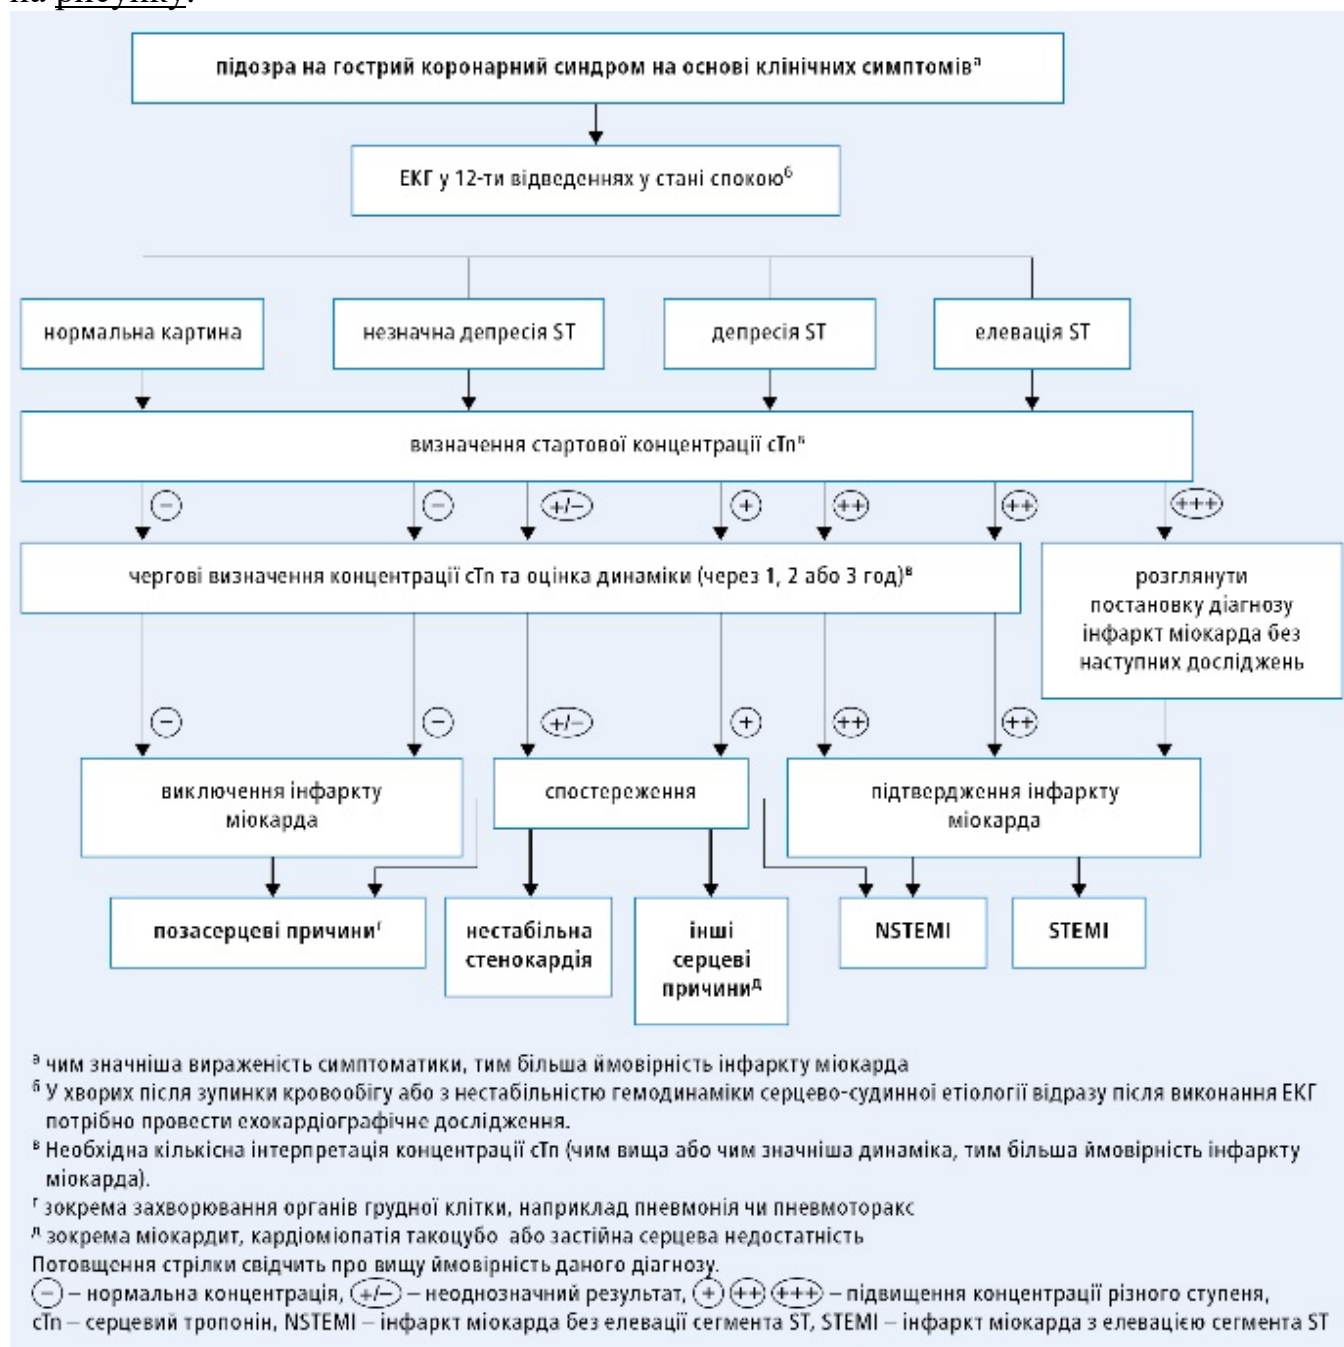 на рисунку.
підозра на гострий коронарний синдром на основі клінічних симптомівᵃ
ЕКГ у 12-ти відведеннях у стані спокоюᵇ
нормальна картина
незначна депресія ST
депресія ST
елевація ST
визначення стартової концентрації cTnᴮ
(−) (−) (+/−) (+) (++) (++) (+++)
чергові визначення концентрації cTn та оцінка динаміки (через 1, 2 або 3 год)ᴮ
розглянути
постановку діагнозу
інфаркт міокарда без
наступних досліджень
(−) (−) (+/−) (+) (++) (++)
виключення інфаркту
міокарда
спостереження
підтвердження інфаркту
міокарда
позасерцеві причиниᴦ
нестабільна
стенокардія
інші
серцеві
причиниᴰ
NSTEMI
STEMI
ᵃ чим значніша вираженість симптоматики, тим більша ймовірність інфаркту міокарда
б У хворих після зупинки кровообігу або з нестабільністю гемодинаміки серцево-судинної етіології відразу після виконання ЕКГ
потрібно провести ехокардіографічне дослідження.
в Необхідна кількісна інтерпретація концентрації cTn (чим вища або чим значніша динаміка, тим більша ймовірність інфаркту
міокарда).
г зокрема захворювання органів грудної клітки, наприклад пневмонія чи пневмоторакс
д зокрема міокардит, кардіоміопатія такоцубо або застійна серцева недостатність
Потовщення стрілки свідчить про вищу ймовірність даного діагнозу.
(−) – нормальна концентрація, (+/−) – неоднозначний результат, (+) (++) (+++) – підвищення концентрації різного ступеня,
cTn – серцевий тропонін, NSTEMI – інфаркт міокарда без елевації сегмента ST, STEMI – інфаркт міокарда з елевацією сегмента ST